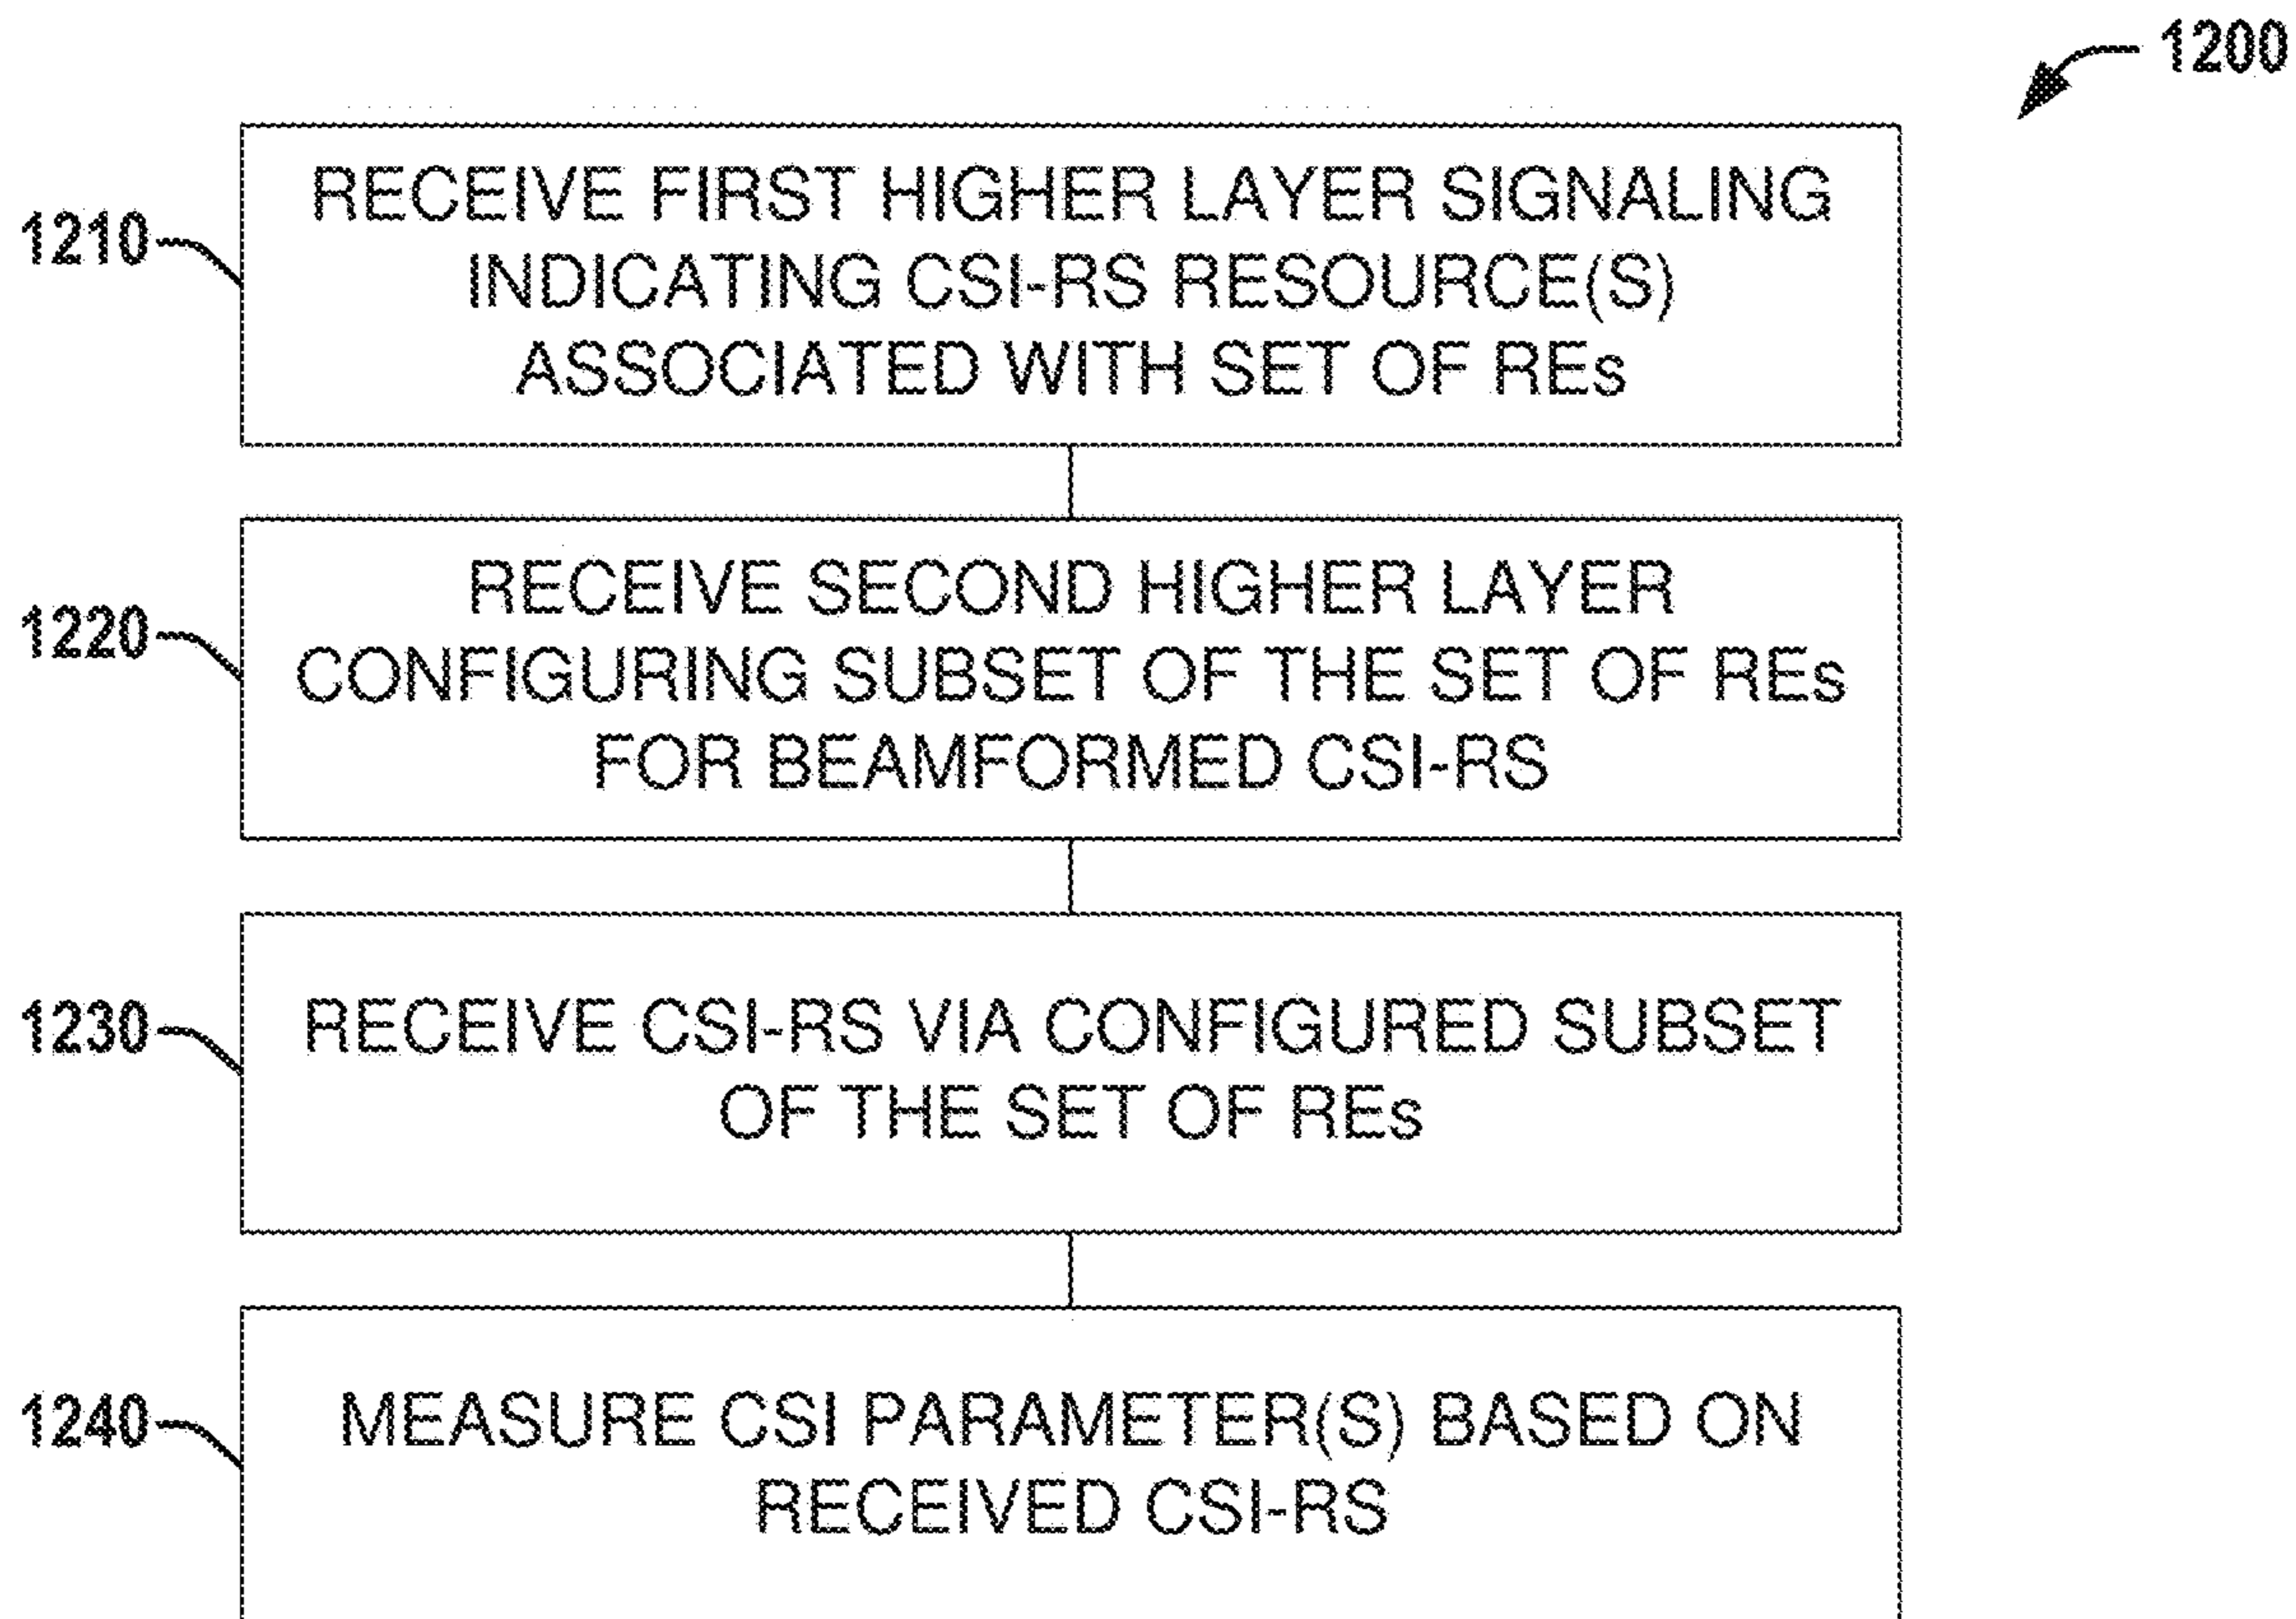 1200
1210
RECEIVE FIRST HIGHER LAYER SIGNALING
INDICATING CSI-RS RESOURCE(S)
ASSOCIATED WITH SET OF REs
1220
RECEIVE SECOND HIGHER LAYER
CONFIGURING SUBSET OF THE SET OF REs
FOR BEAMFORMED CSI-RS
1230
RECEIVE CSI-RS VIA CONFIGURED SUBSET
OF THE SET OF REs
1240
MEASURE CSI PARAMETER(S) BASED ON
RECEIVED CSI-RS